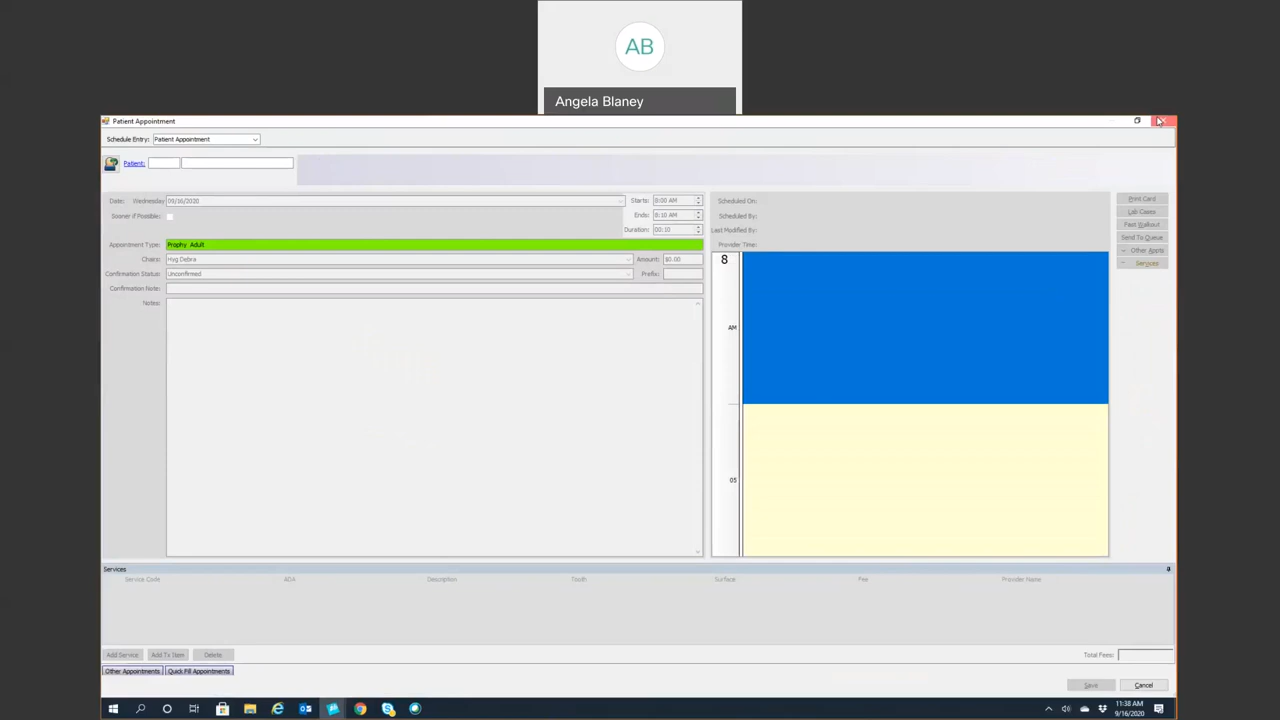 AB
Angela Blaney
Patient Appointment
Schedule Entry: Patient Appointment
Patient:
Date: Wednesday 09/16/2020 Starts: 8:00 AM Scheduled On: Print Card
Sooner if Possible: Ends: 8:10 AM Scheduled By: Lab Cases
Duration: 00:10 Last Modified By: Past Walkout
Send To Queue
Appointment Type: Prophy Adult Provider Time: Other Appts
Chairs: Hyg Debra Amount: $0.00 8 Services
Confirmation Status: Unconfirmed Prefix:
Confirmation Note:
Notes:
AM
05
Services
Service Code ADA Description Tooth Surface Fee Provider Name
Add Service Add Tx Item Delete Total Fees:
Other Appointments Quick Fill Appointments
Save Cancel
11:38 AM
9/16/2020